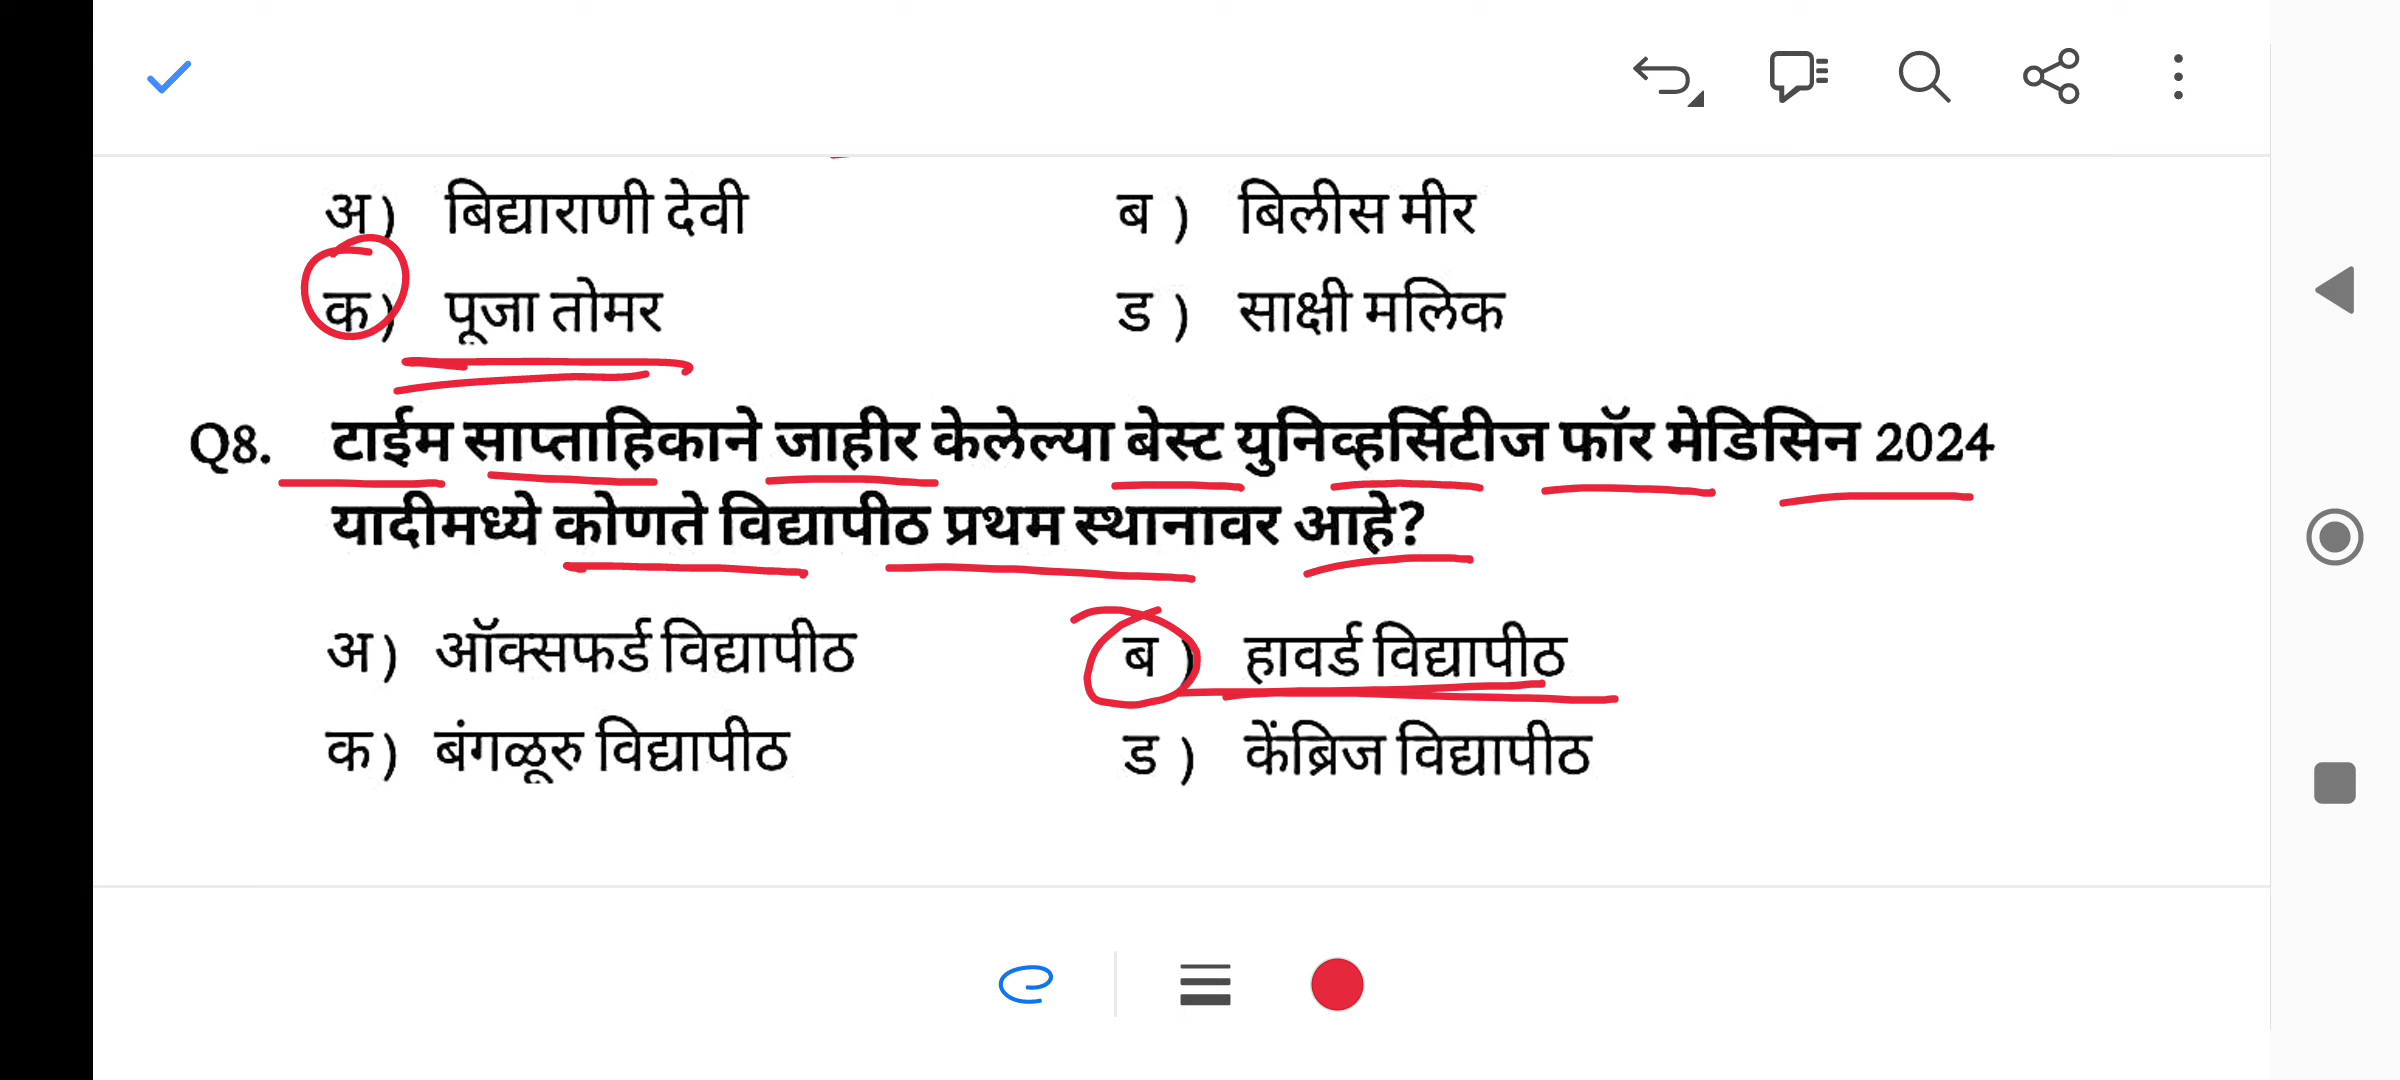 अ) बिद्याराणी देवी ब ) बिलीस मीर
क) पूजा तोमर ड ) साक्षी मलिक
Q8. टाईम साप्ताहिकाने जाहीर केलेल्या बेस्ट युनिव्हर्सिटीज फॉर मेडिसिन 2024
यादीमध्ये कोणते विद्यापीठ प्रथम स्थानावर आहे?
अ) ऑक्सफर्ड विद्यापीठ ब ) हावर्ड विद्यापीठ
क) बंगळूरु विद्यापीठ ड ) केंब्रिज विद्यापीठ